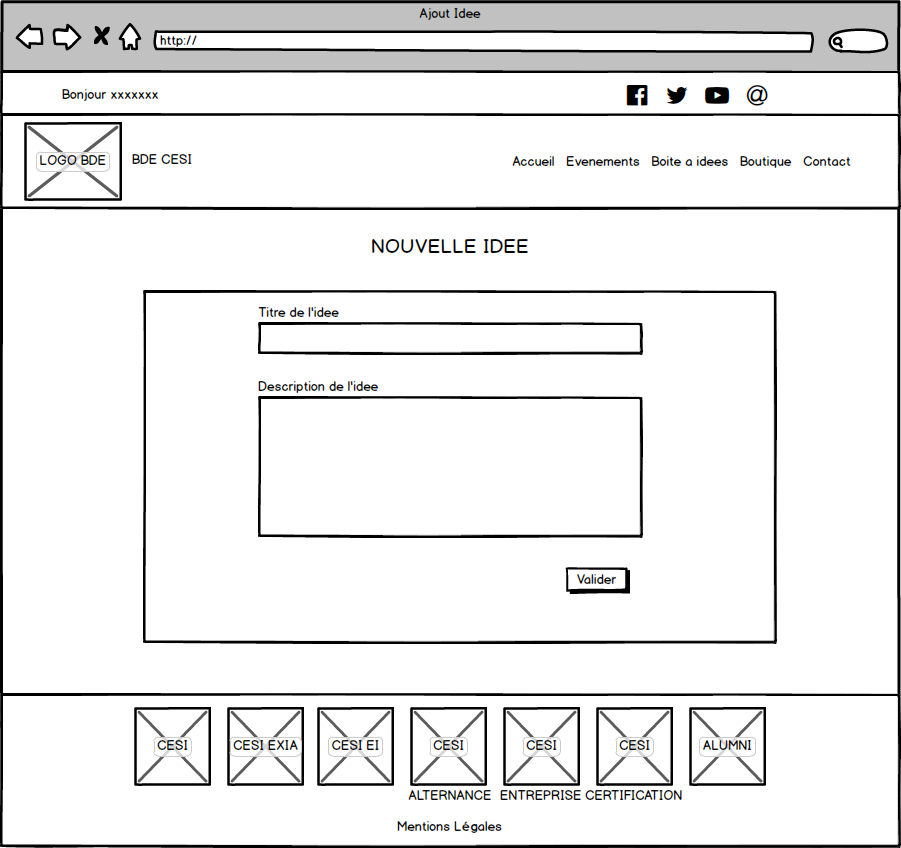 Ajout Idee
http://
Bonjour xxxxxxx
@
LOGO BDE
BDE CESI
Accueil Evenements Boite a idees Boutique Contact
NOUVELLE IDEE
Titre de l'idee
Description de l'idee
Valider
CESI CESI EXIA CESI EI CESI CESI CESI ALUMNI
ALTERNANCE ENTREPRISE CERTIFICATION
Mentions Légales